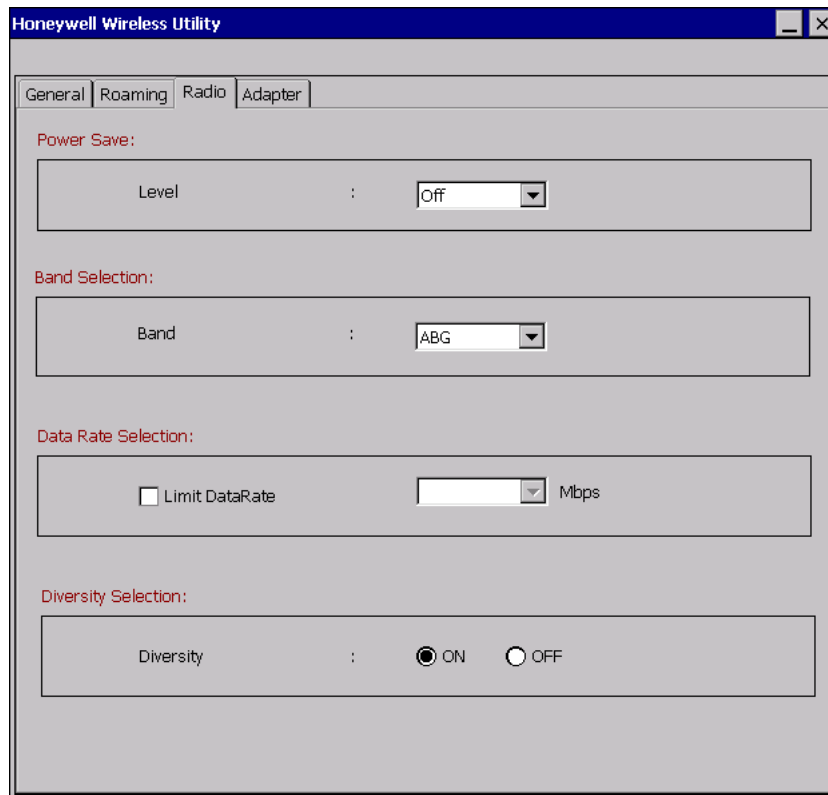 Honeywell Wireless Utility
General Roaming Radio Adapter
Power Save:
Level : Off
Band Selection:
Band : ABG
Data Rate Selection:
Limit DataRate Mbps
Diversity Selection:
Diversity : ON OFF